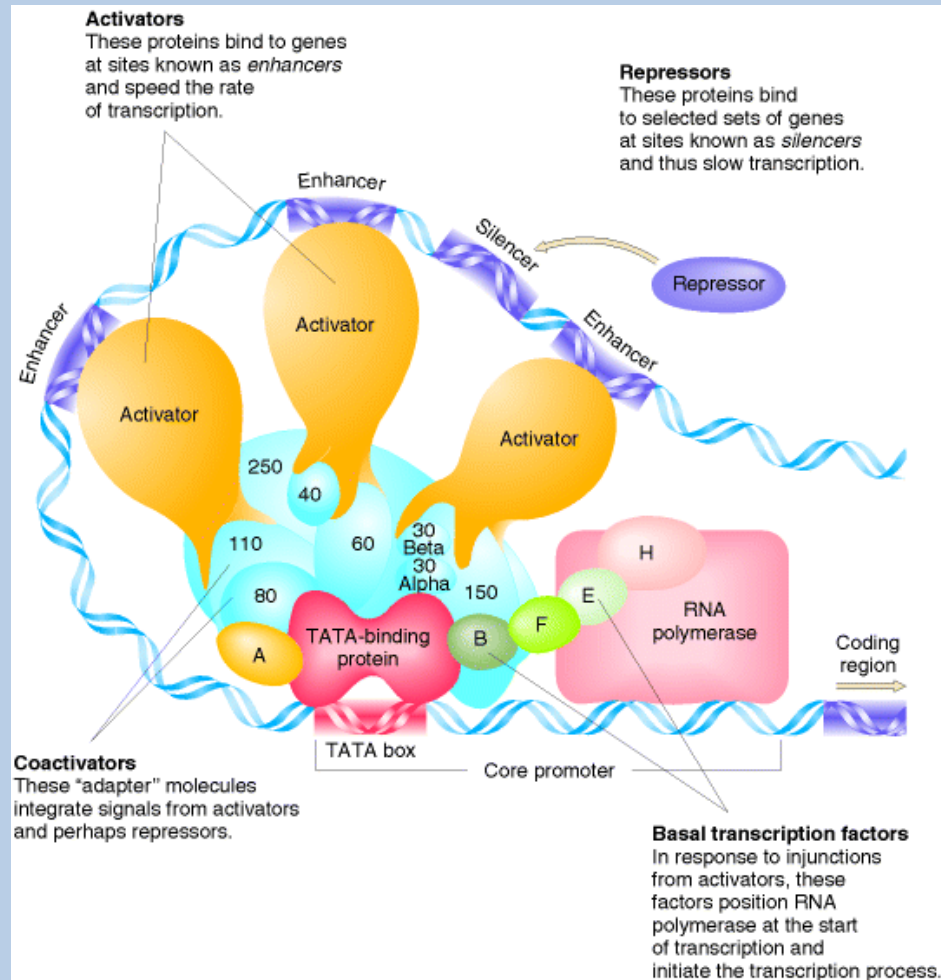 Activators
These proteins bind to genes
at sites known as enhancers
and speed the rate
of transcription.
Repressors
These proteins bind
to selected sets of genes
at sites known as silencers
and thus slow transcription.
Enhancer
Silencer
Repressor
Enhancer
Enhancer
Activator
Activator
Activator
250
40
110
60
30
Beta
30
Alpha
80
150
H
E
F
B
A
TATA-binding
protein
RNA
polymerase
Coding
region
TATA box
Core promoter
Coactivators
These “adapter” molecules
integrate signals from activators
and perhaps repressors.
Basal transcription factors
In response to injunctions
from activators, these
factors position RNA
polymerase at the start
of transcription and
initiate the transcription process.